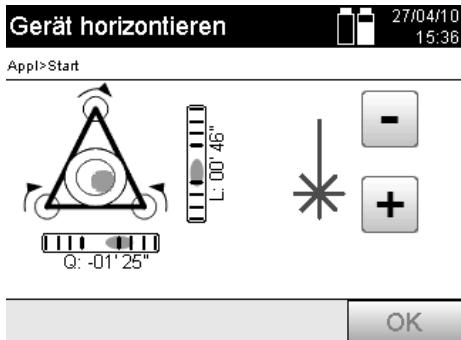 Gerät horizontieren
27/04/10
15:36
Appl>Start
L: 00' 46"
-
+
Q: -01' 25"
OK